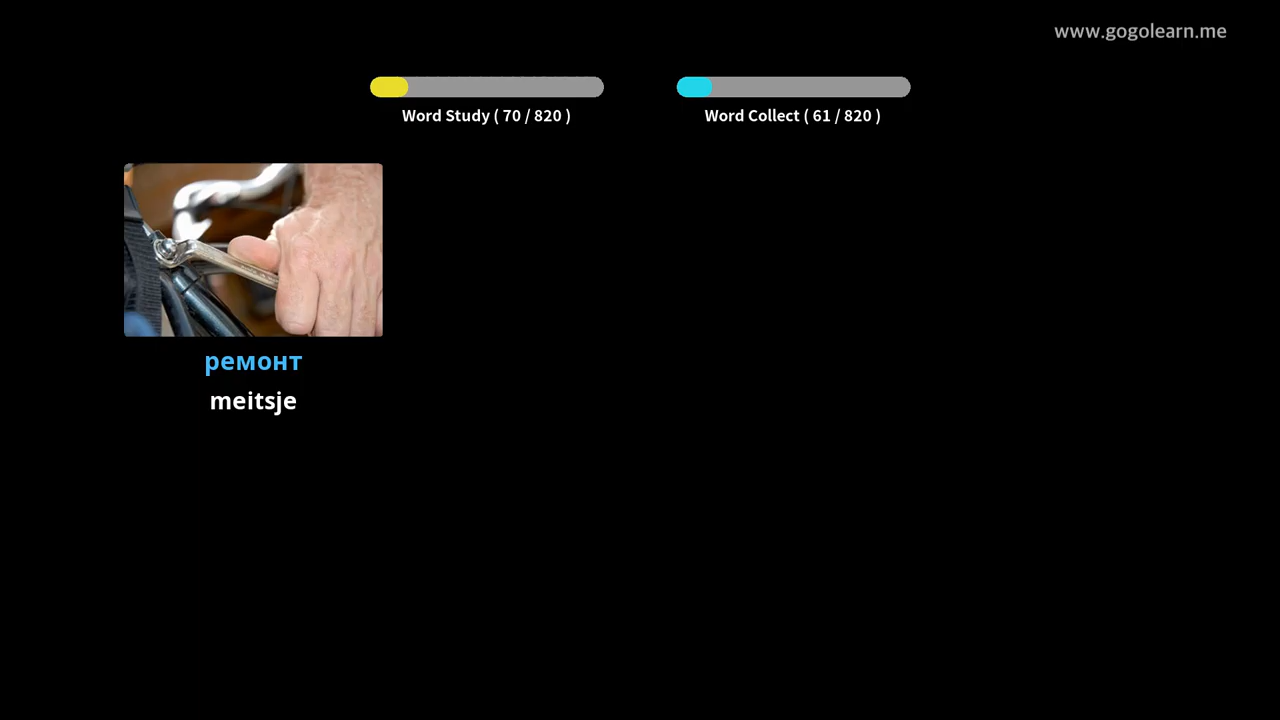 www.gogolearn.me
Word Study ( 70 / 820 )
Word Collect ( 61 / 820 )
ремонт
meitsje